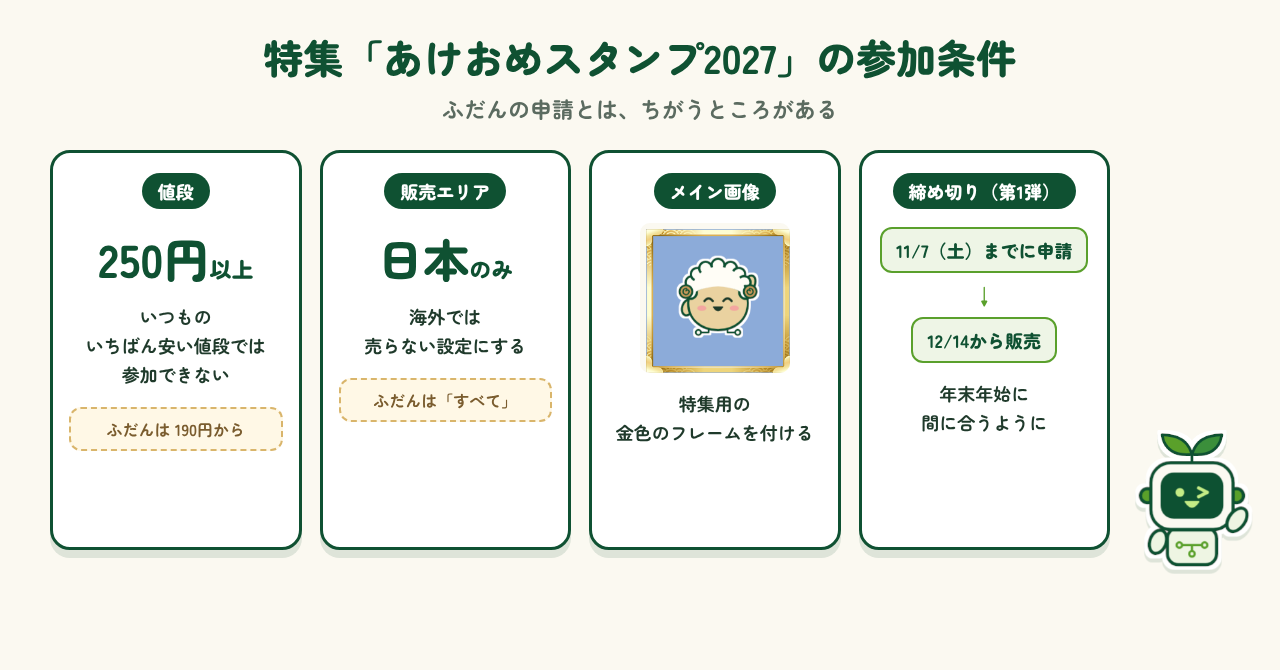 特集「あけおめスタンプ2027」の参加条件
ふだんの申請とは、ちがうところがある
値段
250円以上
いつもの
いちばん安い値段では
参加できない
ふだんは 190円から
販売エリア
日本のみ
海外では
売らない設定にする
ふだんは「すべて」
メイン画像
特集用の
金色のフレームを付ける
締め切り（第1弾）
11/7（土）までに申請
↓
12/14から販売
年末年始に
間に合うように